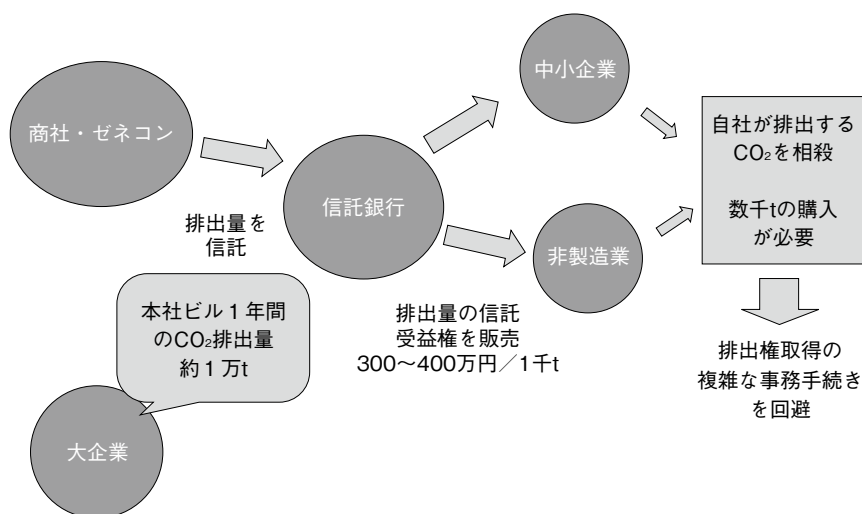 中小企業
商社・ゼネコン
自社が排出する
CO₂を相殺
数千tの購入
が必要
信託銀行
排出量を
信託
非製造業
本社ビル１年間
のCO₂排出量
約１万t
排出量の信託
受益権を販売
300〜400万円／1千t
排出権取得の
複雑な事務手続き
を回避
大企業